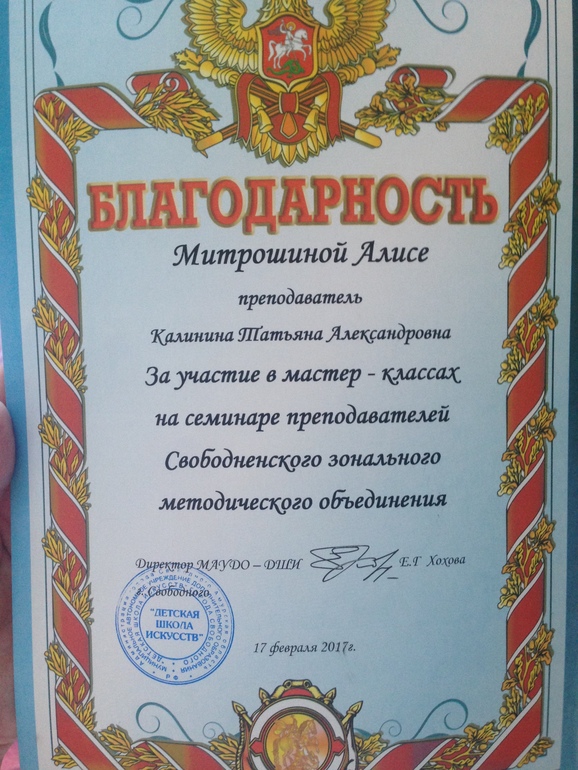 БЛАГОДАРНОСТЬ
Митрошиной Алисе
преподаватель
Калинина Татьяна Александровна
За участие в мастер - классах
на семинаре преподавателей
Свободненского зонального
методического объединения
Директор МАУДО – ДШИ Е.Г Хохова
г. Свободного
"ДЕТСКАЯ
ШКОЛА
ИСКУССТВ"
17 февраля 2017г.